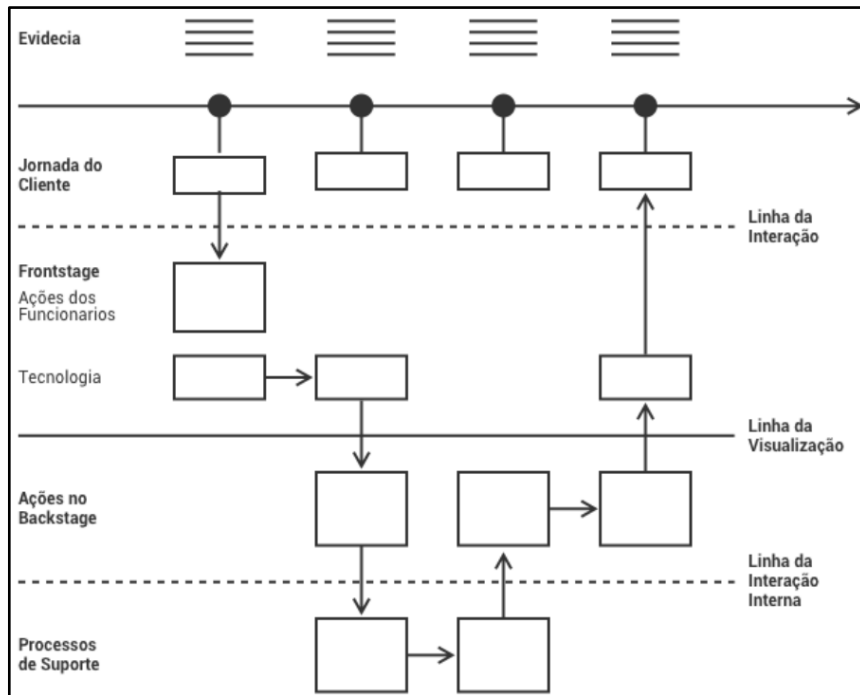 Evidecia
Jornada do
Cliente
Linha da
Interação
Frontstage
Ações dos
Funcionarios
Tecnologia
Linha da
Visualização
Ações no
Backstage
Linha da
Interação
Interna
Processos
de Suporte